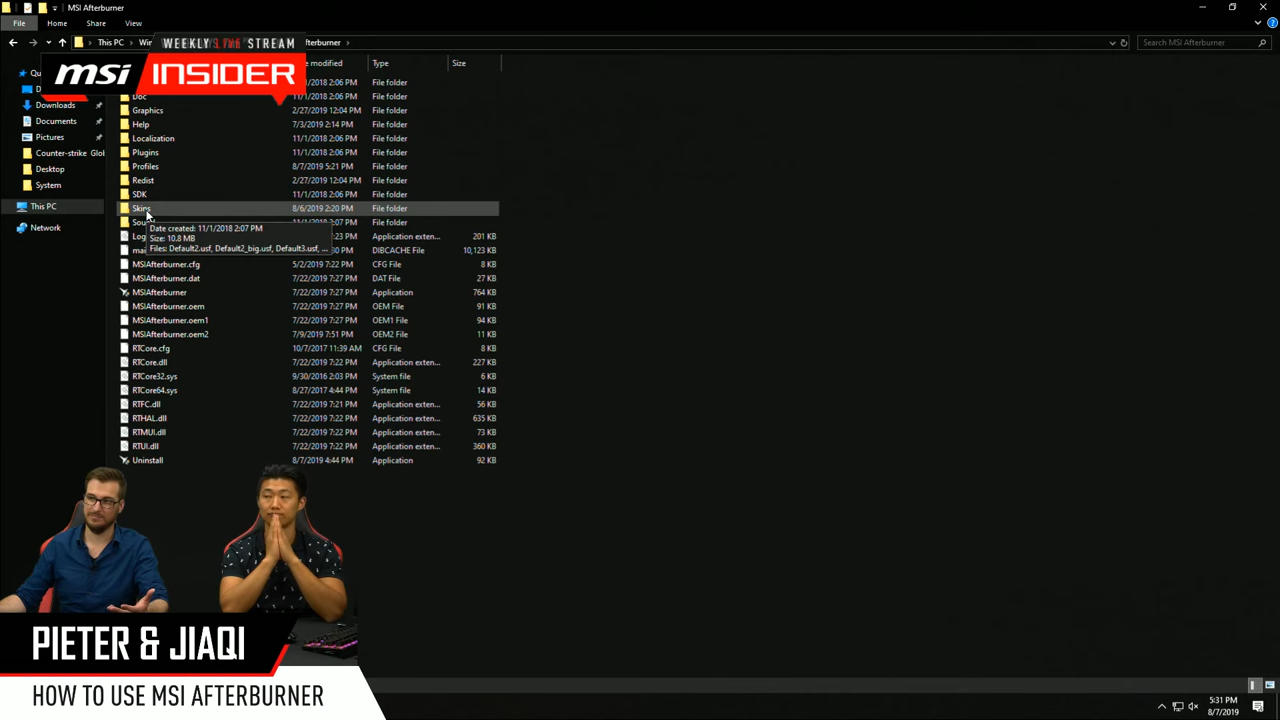 MSI Afterburner
File Home Share View
This PC Win fterburner
Search MSI Afterburner
WEEKLY LIVE STREAM
msi INSIDER
modified Type Size
Qu
D
Downloads
Documents
Pictures
Counter-strike Glob
Desktop
System
This PC
Network
1/2018 2:06 PM File folder
Doc 11/1/2018 2:06 PM File folder
Graphics 2/27/2019 12:04 PM File folder
Help 7/3/2019 2:14 PM File folder
Localization 11/1/2018 2:06 PM File folder
Plugins 11/1/2018 2:06 PM File folder
Profiles 8/7/2019 5:21 PM File folder
Redist 2/27/2019 12:04 PM File folder
SDK 11/1/2018 2:06 PM File folder
Skins 8/6/2019 2:20 PM File folder
Sou 11/1/2018 2:07 PM File folder
Date created: 11/1/2018 2:07 PM
Size: 10.8 MB
Files: Default2.usf, Default2_big.usf, Default3.usf, ...
Log 23 PM Application exten... 201 KB
mai 30 PM DIBCACHE File 10,123 KB
MSIAfterburner.cfg 5/2/2019 7:22 PM CFG File 8 KB
MSIAfterburner.dat 7/22/2019 7:27 PM DAT File 27 KB
MSIAfterburner 7/22/2019 7:27 PM Application 764 KB
MSIAfterburner.oem 7/22/2019 7:27 PM OEM File 91 KB
MSIAfterburner.oem1 7/22/2019 7:27 PM OEM1 File 94 KB
MSIAfterburner.oem2 7/9/2019 7:51 PM OEM2 File 11 KB
RTCore.cfg 10/7/2017 11:39 AM CFG File 8 KB
RTCore.dll 7/22/2019 7:22 PM Application exten... 227 KB
RTCore32.sys 9/30/2016 2:03 PM System file 6 KB
RTCore64.sys 8/27/2017 4:44 PM System file 14 KB
RTFC.dll 7/22/2019 7:21 PM Application exten... 56 KB
RTHAL.dll 7/22/2019 7:22 PM Application exten... 635 KB
RTMUI.dll 7/22/2019 7:22 PM Application exten... 73 KB
RTUI.dll 7/22/2019 7:22 PM Application exten... 360 KB
Uninstall 8/7/2019 4:44 PM Application 92 KB
PIETER & JIAQI
HOW TO USE MSI AFTERBURNER
5:31 PM
8/7/2019